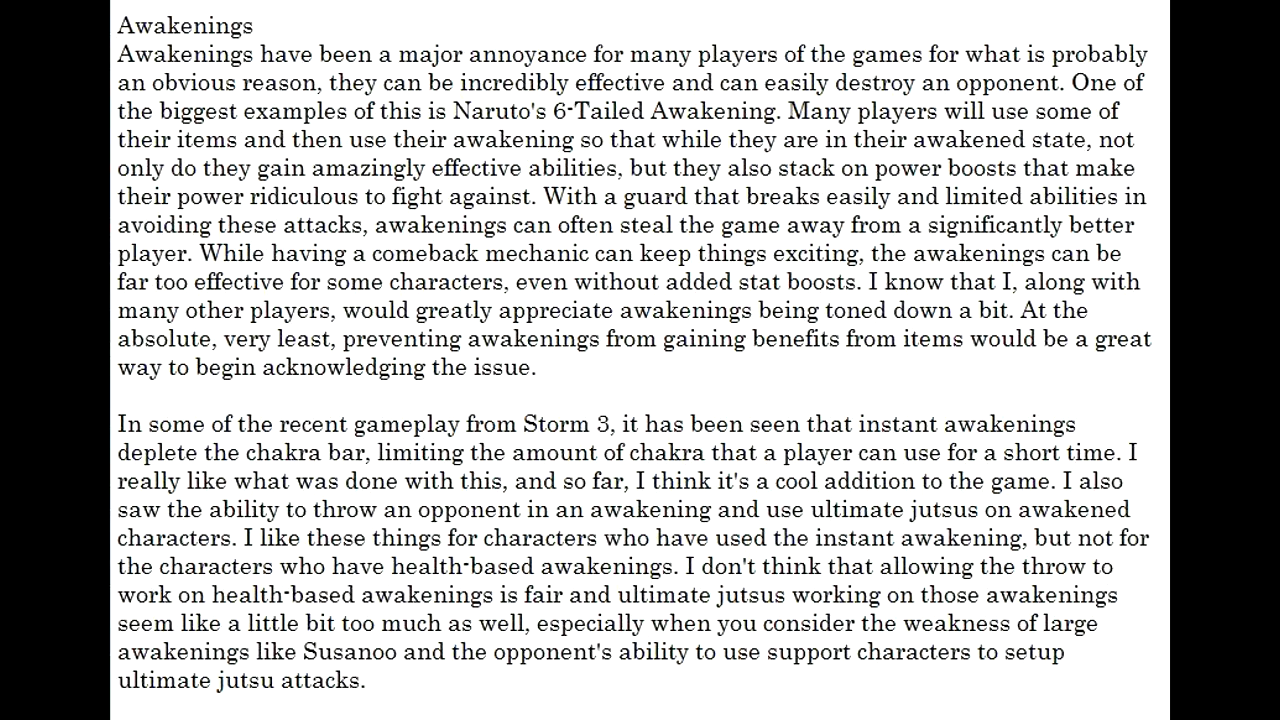 Awakenings
Awakenings have been a major annoyance for many players of the games for what is probably
an obvious reason, they can be incredibly effective and can easily destroy an opponent. One of
the biggest examples of this is Naruto's 6-Tailed Awakening. Many players will use some of
their items and then use their awakening so that while they are in their awakened state, not
only do they gain amazingly effective abilities, but they also stack on power boosts that make
their power ridiculous to fight against. With a guard that breaks easily and limited abilities in
avoiding these attacks, awakenings can often steal the game away from a significantly better
player. While having a comeback mechanic can keep things exciting, the awakenings can be
far too effective for some characters, even without added stat boosts. I know that I, along with
many other players, would greatly appreciate awakenings being toned down a bit. At the
absolute, very least, preventing awakenings from gaining benefits from items would be a great
way to begin acknowledging the issue.
In some of the recent gameplay from Storm 3, it has been seen that instant awakenings
deplete the chakra bar, limiting the amount of chakra that a player can use for a short time. I
really like what was done with this, and so far, I think it's a cool addition to the game. I also
saw the ability to throw an opponent in an awakening and use ultimate jutsus on awakened
characters. I like these things for characters who have used the instant awakening, but not for
the characters who have health-based awakenings. I don't think that allowing the throw to
work on health-based awakenings is fair and ultimate jutsus working on those awakenings
seem like a little bit too much as well, especially when you consider the weakness of large
awakenings like Susanoo and the opponent's ability to use support characters to setup
ultimate jutsu attacks.